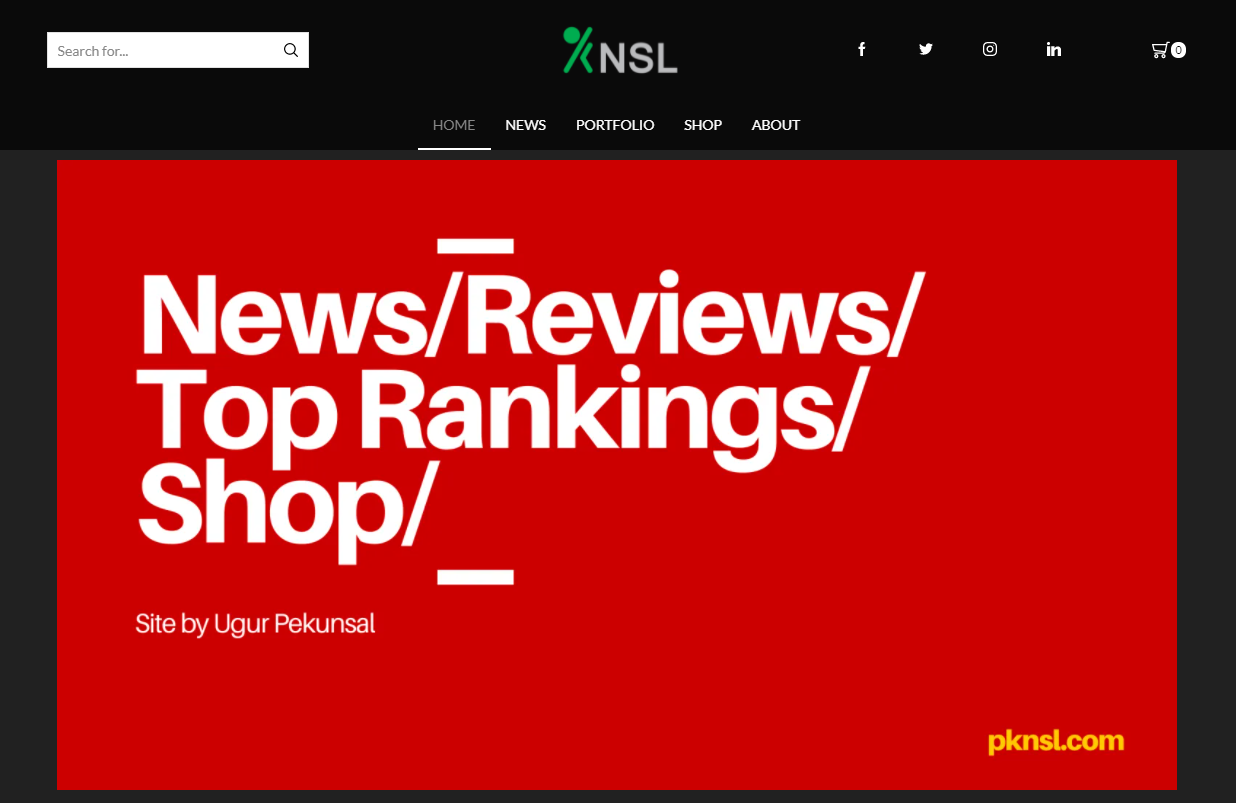 Search for...
NSL
0
HOME NEWS PORTFOLIO SHOP ABOUT
News/Reviews/
Top Rankings/
Shop/
Site by Ugur Pekunsal
pknsl.com